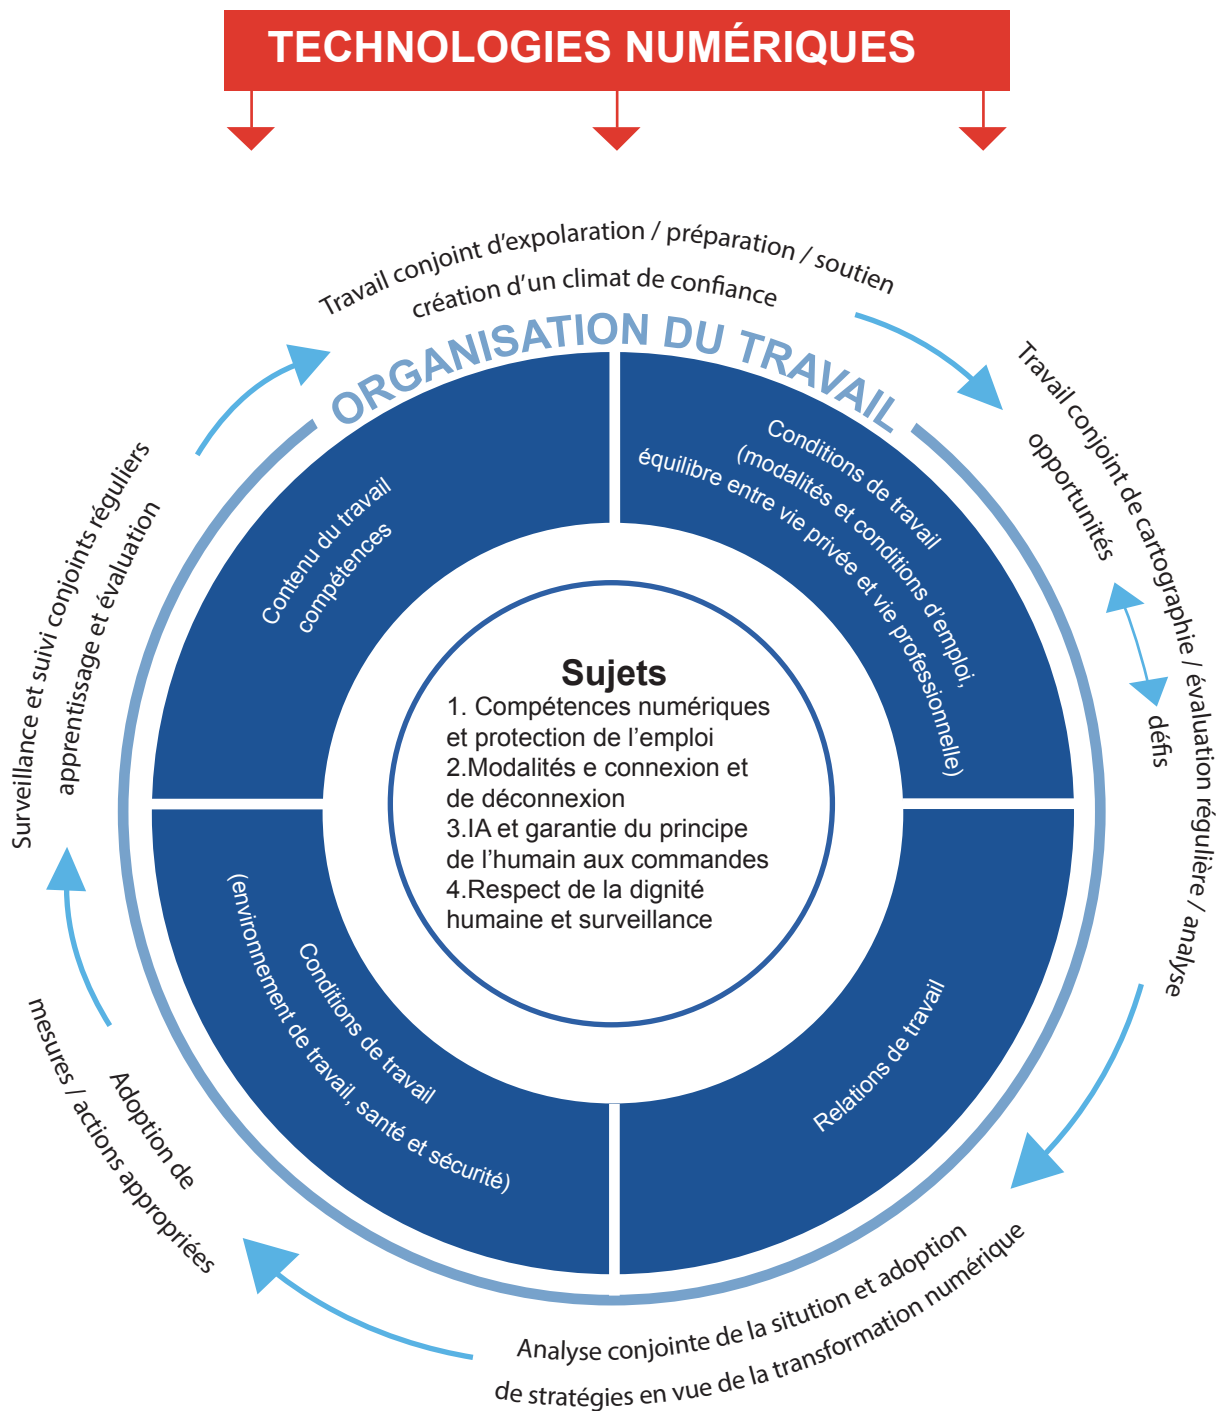 TECHNOLOGIES NUMÉRIQUES
Travail conjoint d'expolaration / préparation / soutien
création d'un climat de confiance
ORGANISATION DU TRAVAIL
Travail conjoint de cartographie / évaluation régulière / analyse
opportunités
défis
Analyse conjointe de la sitution et adoption
de stratégies en vue de la transformation numérique
Adoption de
mesures / actions appropriées
Surveillance et suivi conjoints réguliers
apprentissage et évaluation
Contenu du travail
compétences
Conditions de travail
(modalités et conditions d'emploi,
équilibre entre vie privée et vie professionnelle)
Relations de travail
Conditions de travail
(environnement de travail, santé et sécurité)
Sujets
1. Compétences numériques
et protection de l'emploi
2.Modalités e connexion et
de déconnexion
3.IA et garantie du principe
de l'humain aux commandes
4.Respect de la dignité
humaine et surveillance